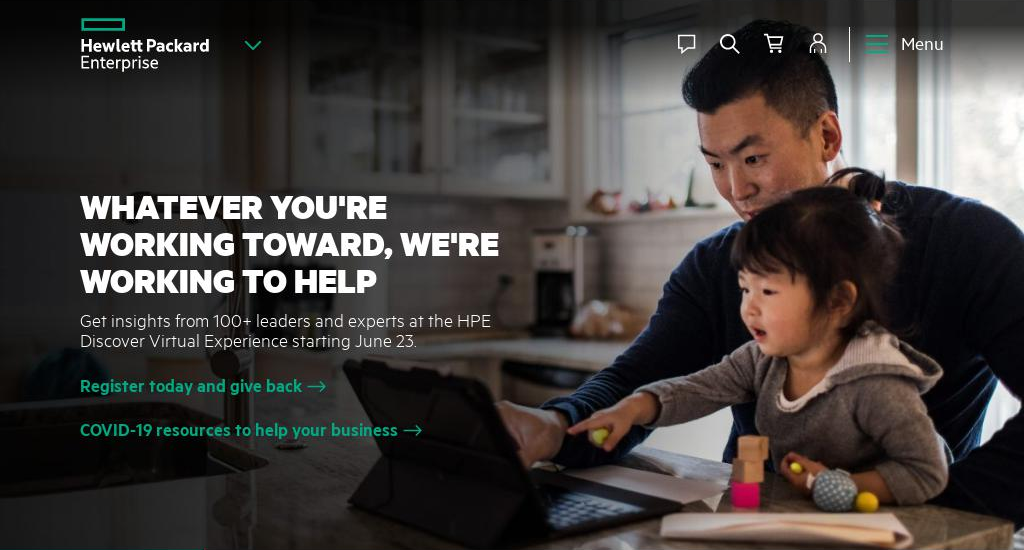 Hewlett Packard
Enterprise
Menu
WHATEVER YOU'RE
WORKING TOWARD, WE'RE
WORKING TO HELP
Get insights from 100+ leaders and experts at the HPE
Discover Virtual Experience starting June 23.
Register today and give back →
COVID-19 resources to help your business →